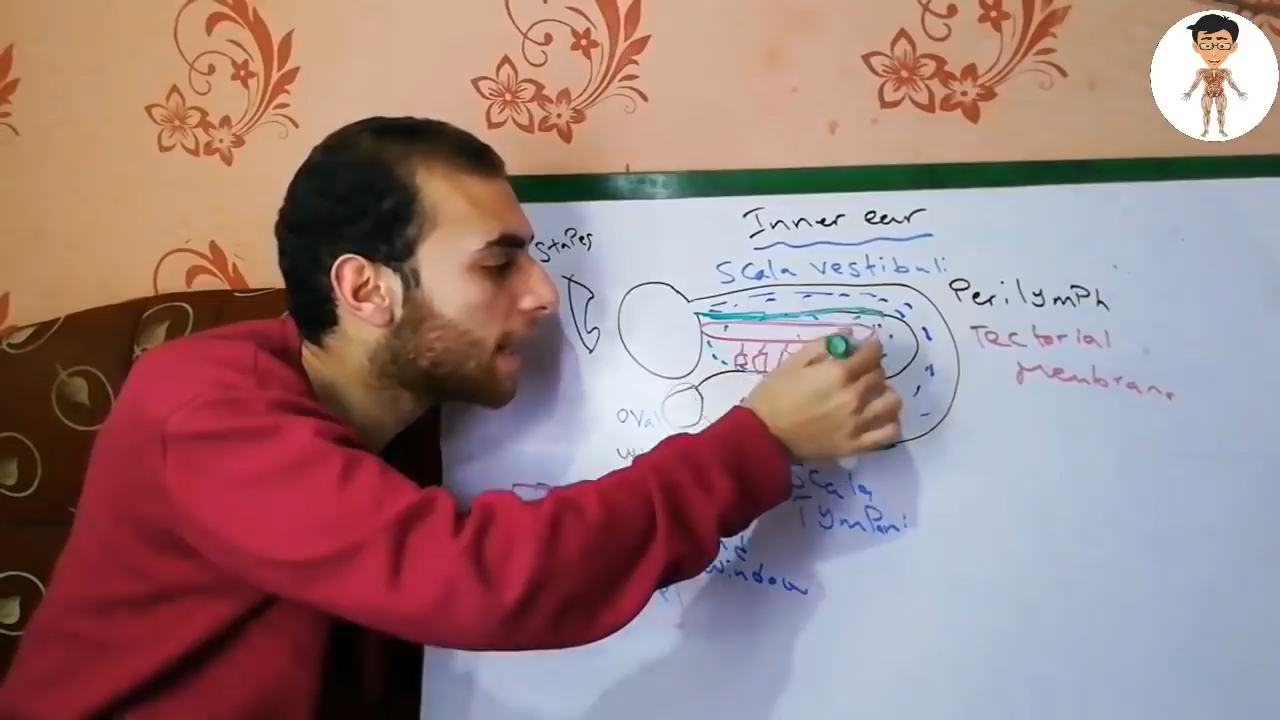 Inner ear
Stapes
Scala vestibuli
Perilymph
Tectorial
membrane
oval
Scala
Tympani
window